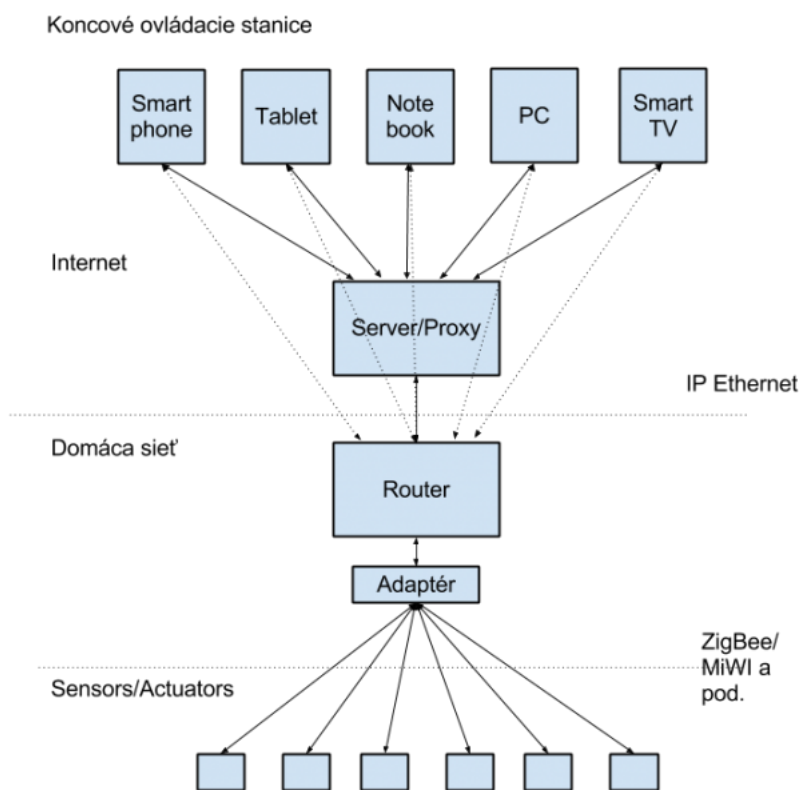 Koncové ovládacie stanice
Smart
phone
Tablet
Note
book
PC
Smart
TV
Internet
Server/Proxy
IP Ethernet
Domáca sieť
Router
Adaptér
ZigBee/
MiWI a
pod.
Sensors/Actuators